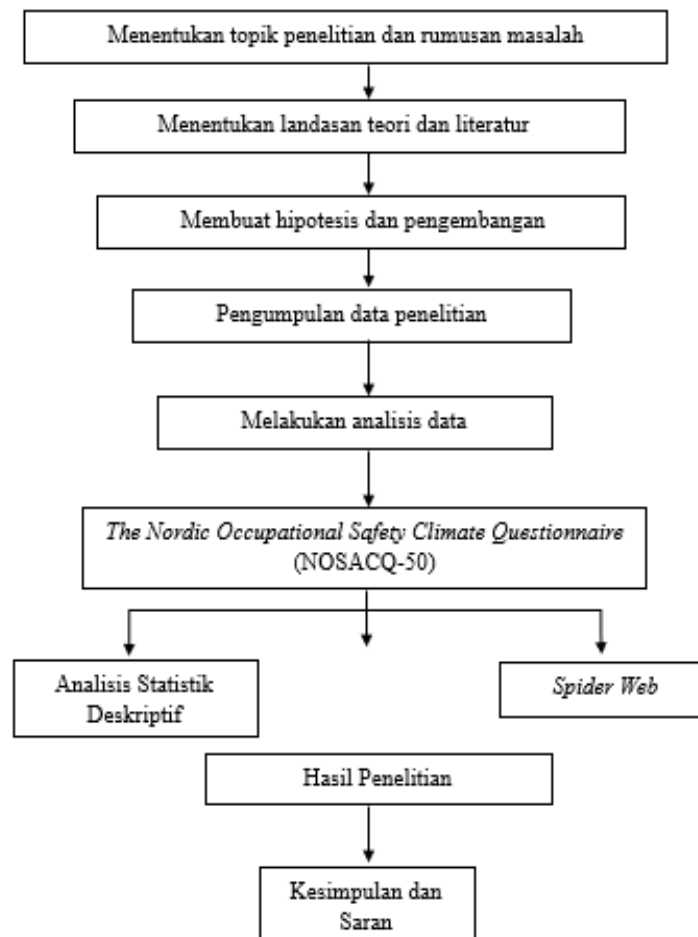 Menentukan topik penelitian dan rumusan masalah
Menentukan landasan teori dan literatur
Membuat hipotesis dan pengembangan
Pengumpulan data penelitian
Melakukan analisis data
The Nordic Occupational Safety Climate Questionnaire
(NOSACQ-50)
Analisis Statistik
Deskriptif
Spider Web
Hasil Penelitian
Kesimpulan dan
Saran